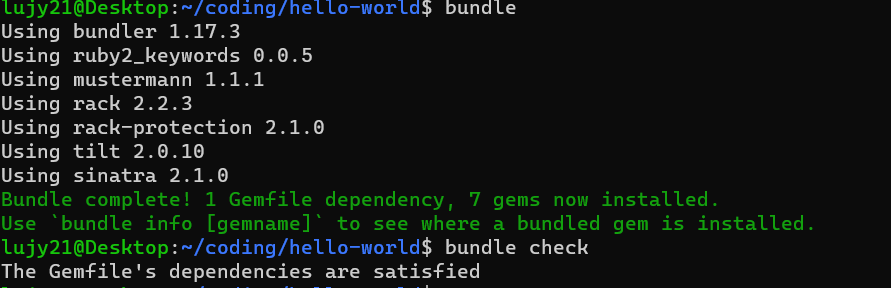 lujy21@Desktop:~/coding/hello-world$ bundle
Using bundler 1.17.3
Using ruby2_keywords 0.0.5
Using mustermann 1.1.1
Using rack 2.2.3
Using rack-protection 2.1.0
Using tilt 2.0.10
Using sinatra 2.1.0
Bundle complete! 1 Gemfile dependency, 7 gems now installed.
Use `bundle info [gemname]` to see where a bundled gem is installed.
lujy21@Desktop:~/coding/hello-world$ bundle check
The Gemfile's dependencies are satisfied